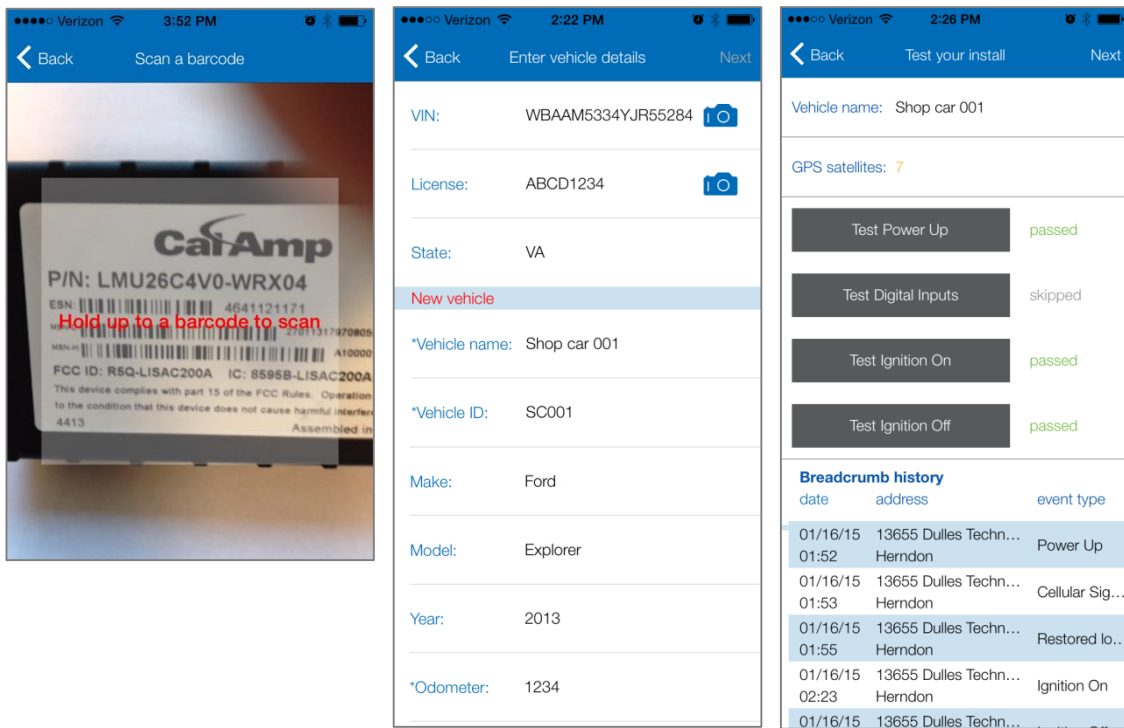 Verizon 3:52 PM
Back Scan a barcode
CalAmp
P/N: LMU26C4V0-WRX04
ESN: 4641121171
Hold up to a barcode to scan
MSN-H:
A10000
FCC ID: R5Q-LISAC200A IC: 8595B-LISAC200A
This device complies with part 15 of the FCC Rules. Operation
to the condition that this device does not cause harmful interfere
4413
Assembled in
Verizon 2:22 PM
Back Enter vehicle details Next
VIN: WBAAM5334YJR55284
License: ABCD1234
State: VA
New vehicle
*Vehicle name: Shop car 001
*Vehicle ID: SC001
Make: Ford
Model: Explorer
Year: 2013
*Odometer: 1234
Verizon 2:26 PM
Back Test your install Next
Vehicle name: Shop car 001
GPS satellites: 7
Test Power Up passed
Test Digital Inputs skipped
Test Ignition On passed
Test Ignition Off passed
Breadcrumb history
date address event type
01/16/15 13655 Dulles Techn…
01:52 Herndon Power Up
01/16/15 13655 Dulles Techn…
01:53 Herndon Cellular Sig…
01/16/15 13655 Dulles Techn…
01:55 Herndon Restored lo…
01/16/15 13655 Dulles Techn…
02:23 Herndon Ignition On
01/16/15 13655 Dulles Techn…